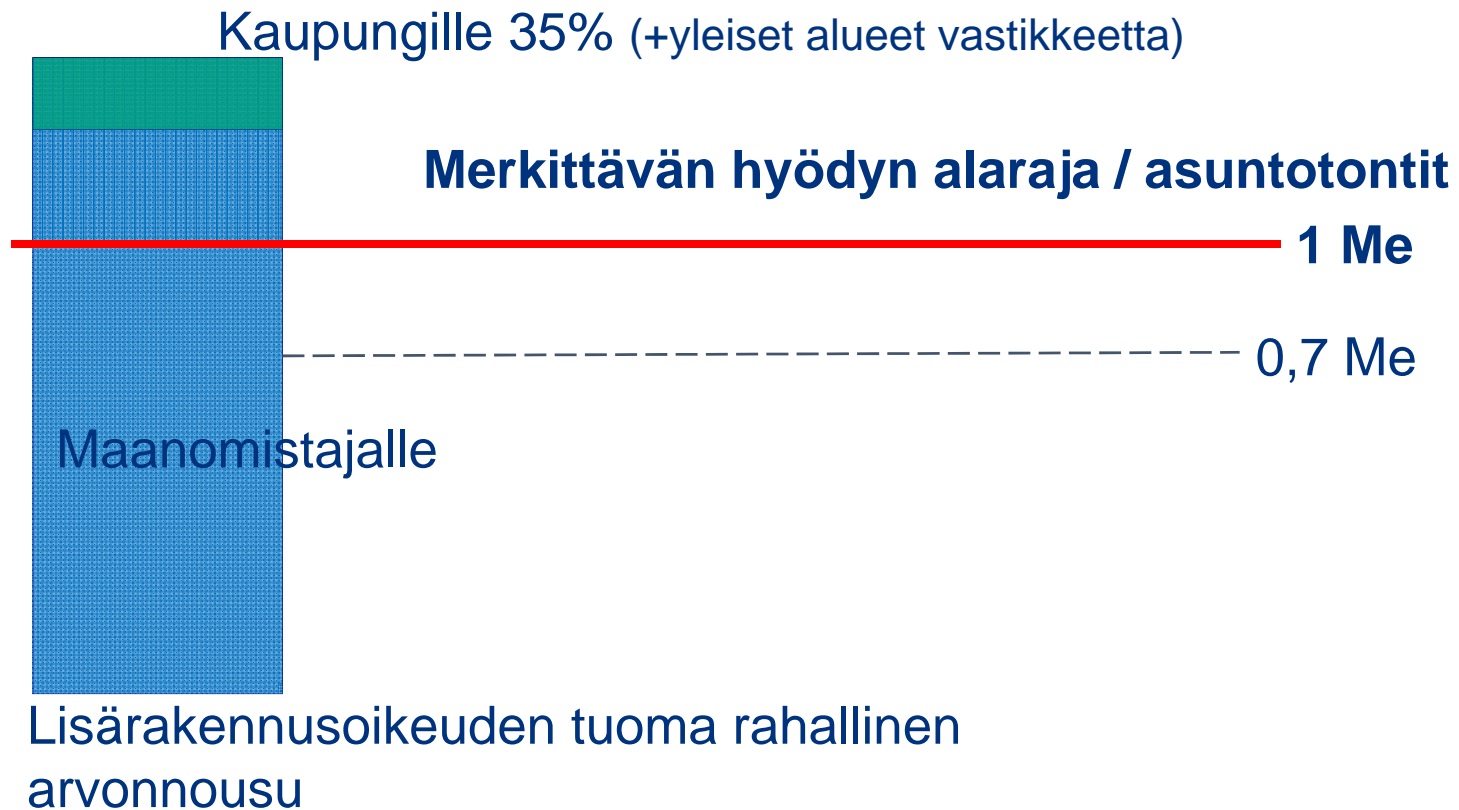 Kaupungille 35% (+yleiset alueet vastikkeetta)
Merkittävän hyödyn alaraja / asuntotontit
1 Me
0,7 Me
Maanomistajalle
Lisärakennusoikeuden tuoma rahallinen
arvonnousu